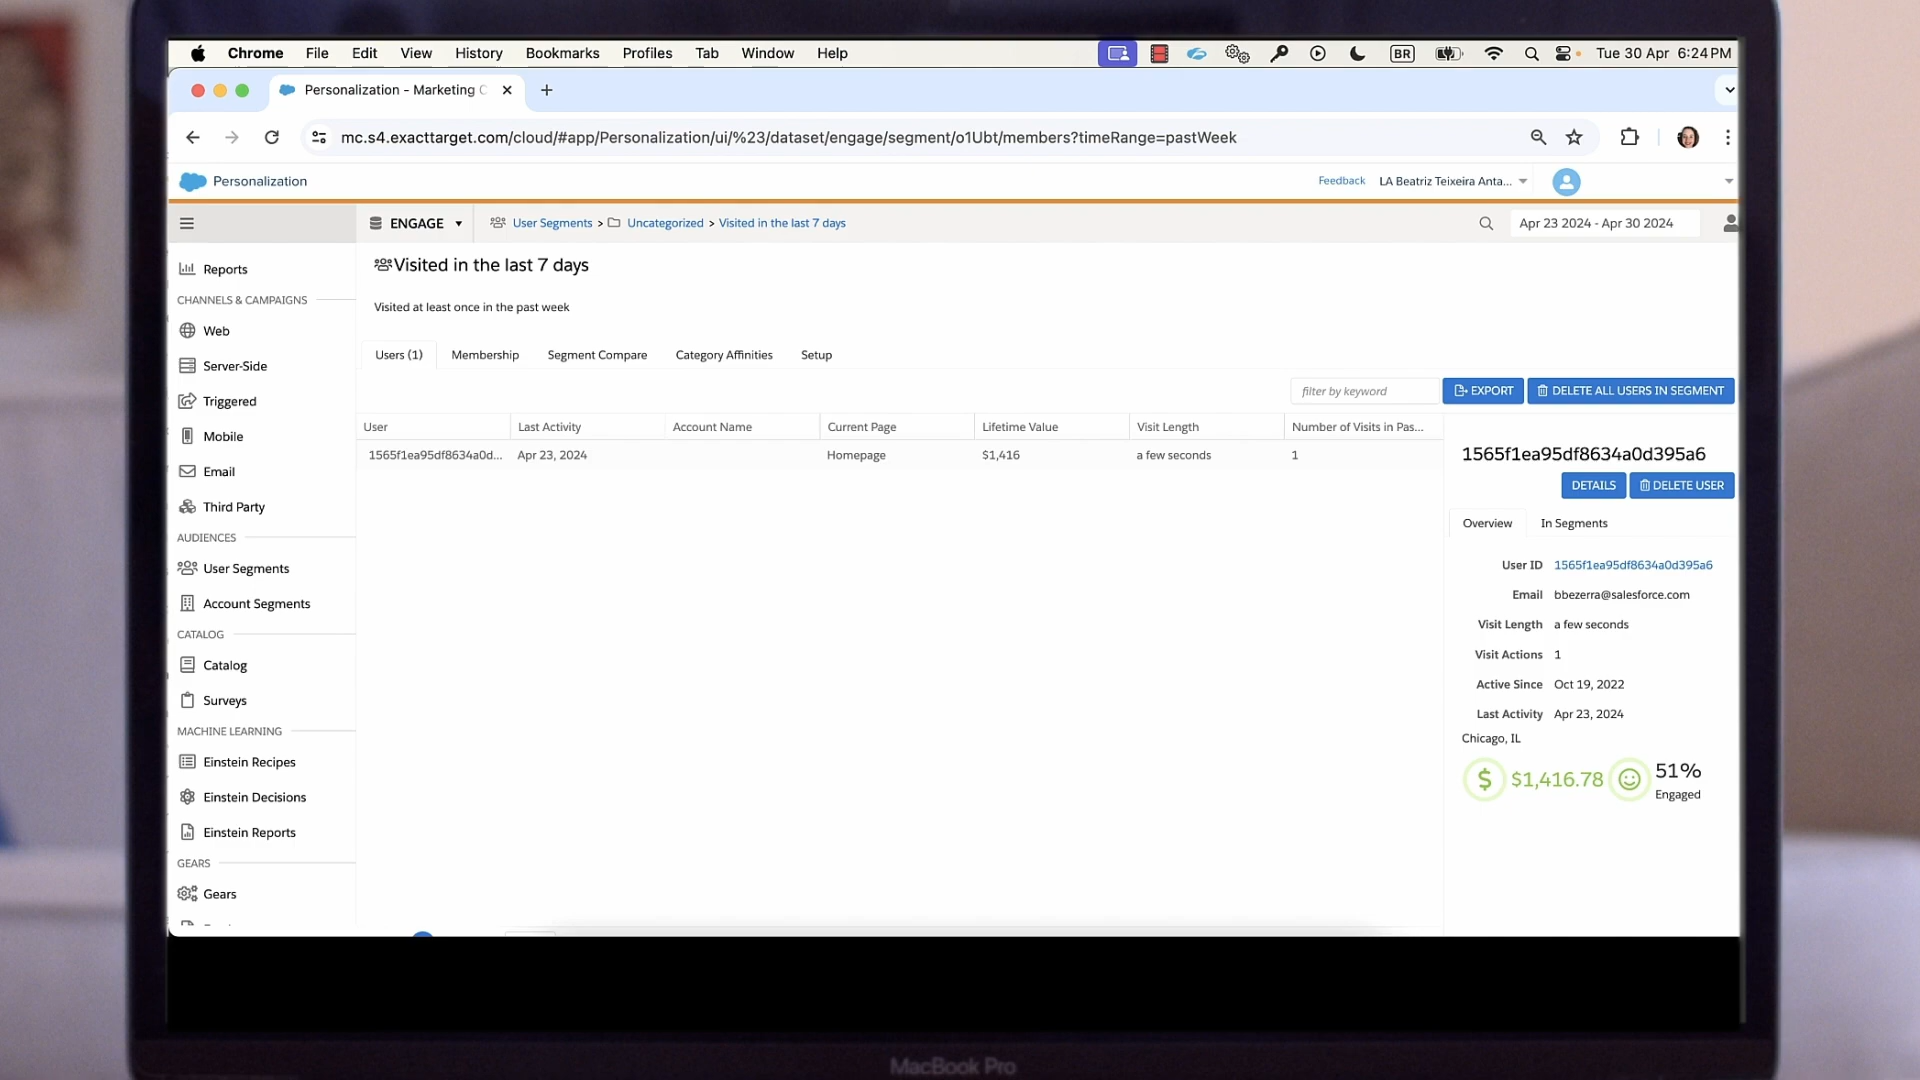 Chrome File Edit View History Bookmarks Profiles Tab Window Help BR Tue 30 Apr 6:24 PM
Personalization - Marketing C
mc.s4.exacttarget.com/cloud/#app/Personalization/ui/%23/dataset/engage/segment/o1Ubt/members?timeRange=pastWeek
Personalization Feedback LA Beatriz Teixeira Anta...
ENGAGE User Segments > Uncategorized > Visited in the last 7 days Apr 23 2024 - Apr 30 2024
Reports
CHANNELS & CAMPAIGNS
Web
Server-Side
Triggered
Mobile
Email
Third Party
AUDIENCES
User Segments
Account Segments
CATALOG
Catalog
Surveys
MACHINE LEARNING
Einstein Recipes
Einstein Decisions
Einstein Reports
GEARS
Gears
Visited in the last 7 days
Visited at least once in the past week
Users (1) Membership Segment Compare Category Affinities Setup
filter by keyword EXPORT DELETE ALL USERS IN SEGMENT
User Last Activity Account Name Current Page Lifetime Value Visit Length Number of Visits in Pas...
1565f1ea95df8634a0d... Apr 23, 2024 Homepage $1,416 a few seconds 1
1565f1ea95df8634a0d395a6
DETAILS DELETE USER
Overview In Segments
User ID 1565f1ea95df8634a0d395a6
Email bbezerra@salesforce.com
Visit Length a few seconds
Visit Actions 1
Active Since Oct 19, 2022
Last Activity Apr 23, 2024
Chicago, IL
$ $1,416.78 51%
Engaged
MacBook Pro